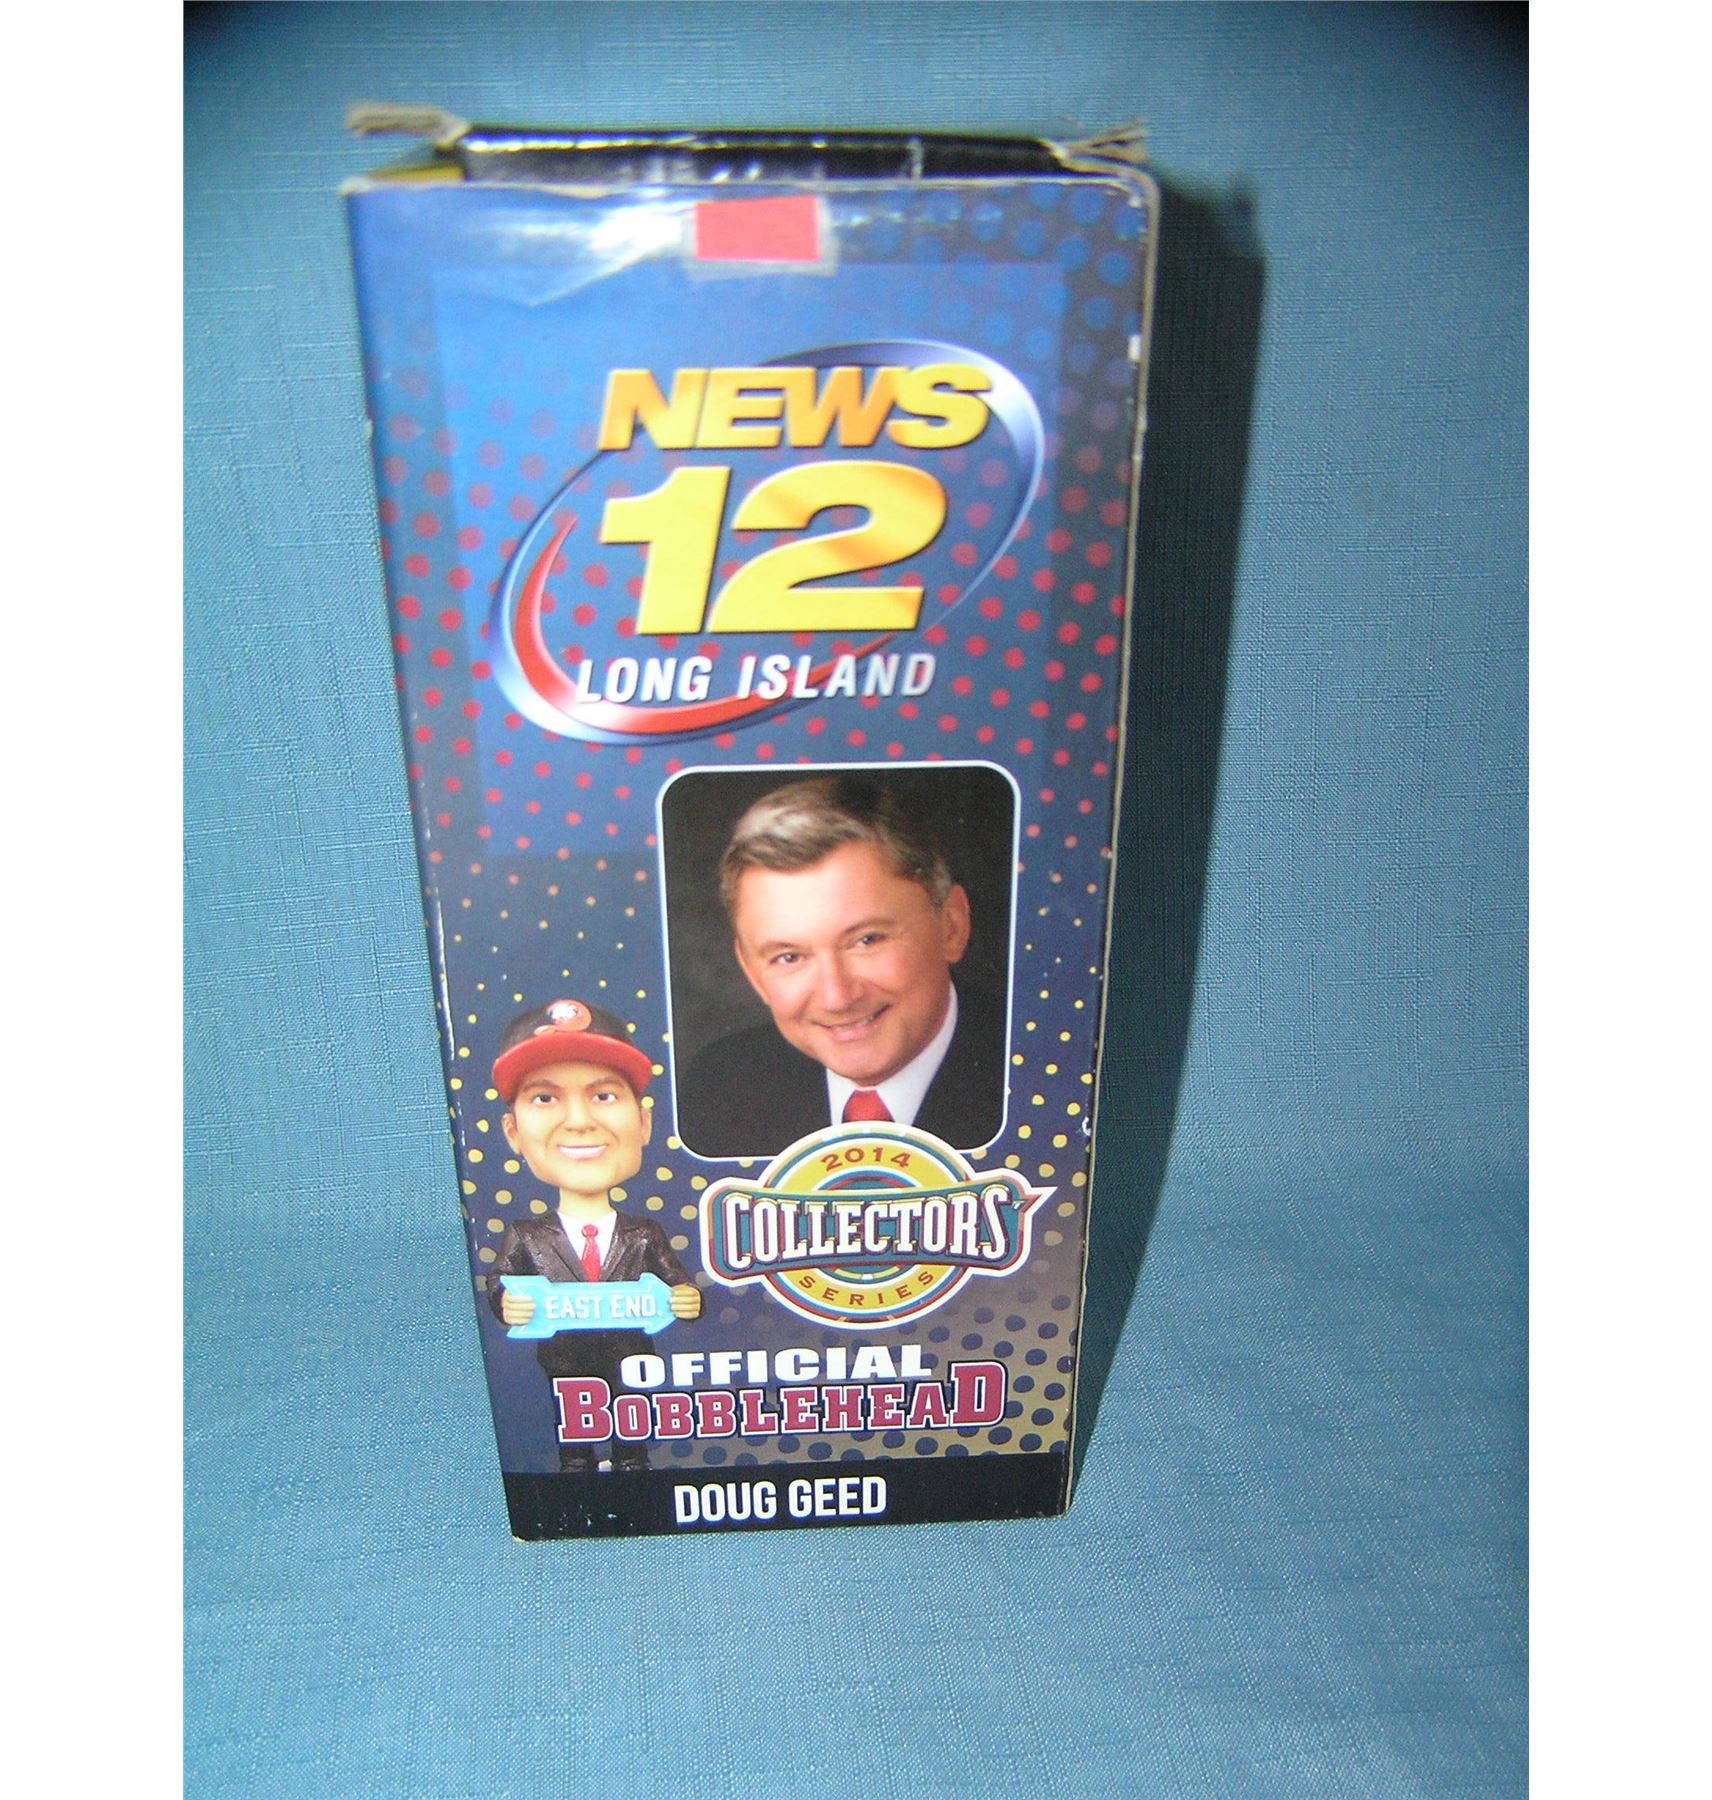 NEWS
12
LONG ISLAND
2014
COLLECTORS'
SERIES
EAST END.
OFFICIAL
BOBBLEHEAD
DOUG GEED